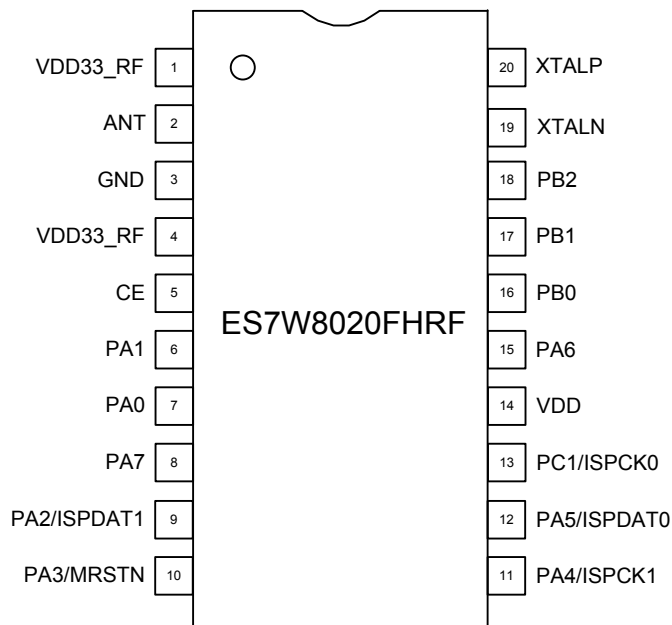 VDD33_RF 1 20 XTALP
ANT 2 19 XTALN
GND 3 18 PB2
VDD33_RF 4 17 PB1
CE 5 16 PB0
ES7W8020FHRF
PA1 6 15 PA6
PA0 7 14 VDD
PA7 8 13 PC1/ISPCK0
PA2/ISPDAT1 9 12 PA5/ISPDAT0
PA3/MRSTN 10 11 PA4/ISPCK1